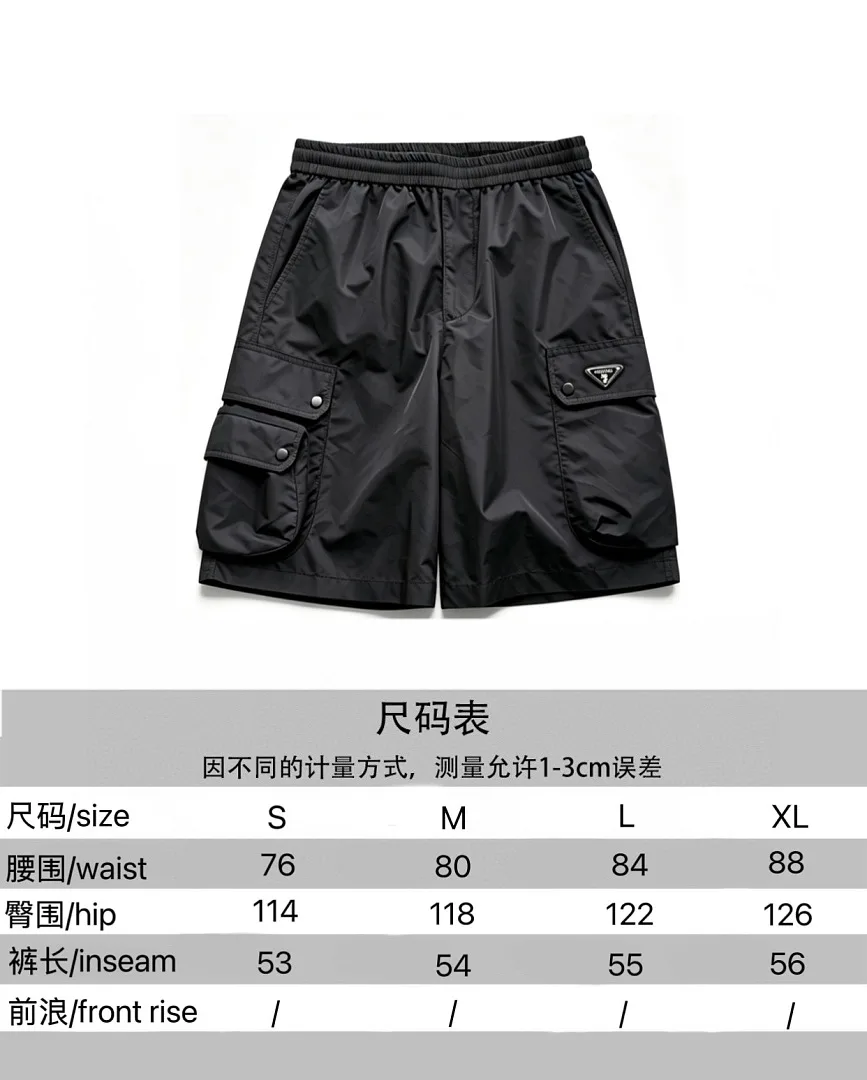 尺码表
因不同的计量方式，测量允许1-3cm误差
尺码/size S M L XL
腰围/waist 76 80 84 88
臀围/hip 114 118 122 126
裤长/inseam 53 54 55 56
前浪/front rise / / / /